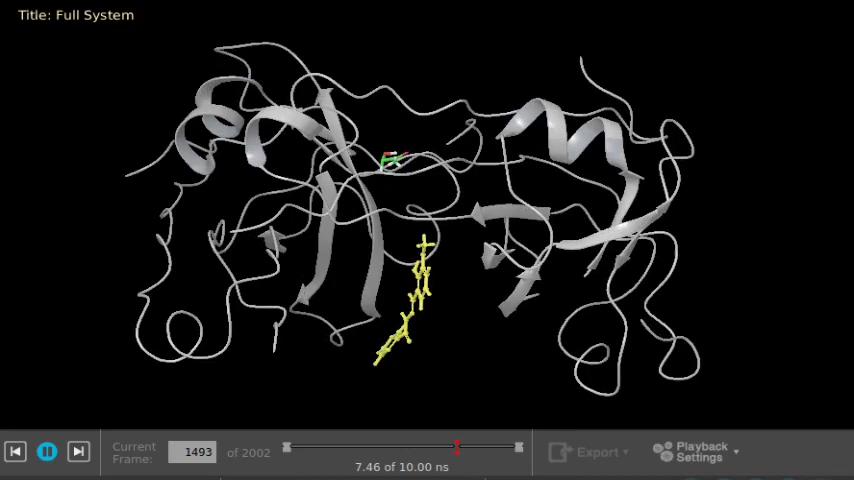 Title: Full System
Current
Frame:
1493 of 2002
7.46 of 10.00 ns
Export
Playback
Settings